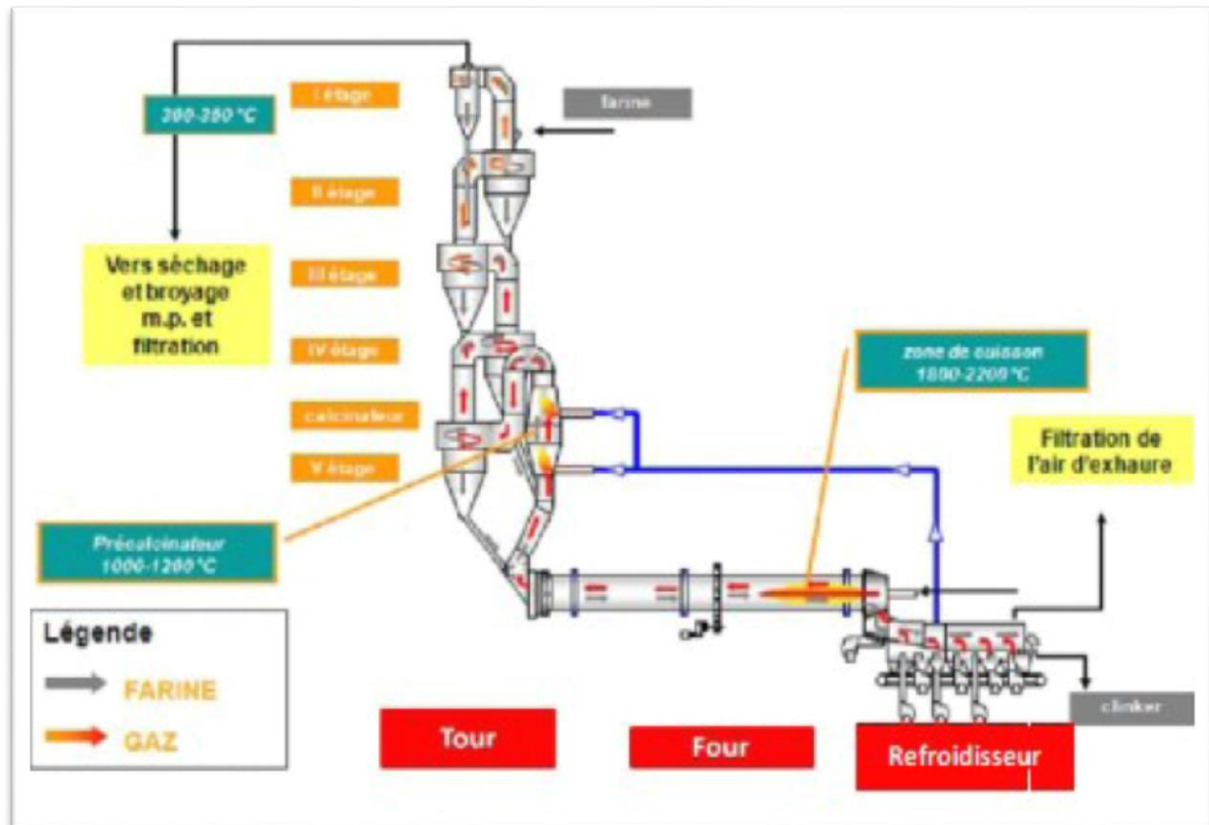 I étage
farine
300-350 °C
II étage
Vers séchage
et broyage
m.p. et
filtration
III étage
IV étage
zone de cuisson
1800-2200 °C
calcinateur
Filtration de
l'air d'exhaure
V étage
Précalcinateur
1000-1200 °C
Légende
FARINE
GAZ
clinker
Tour
Four
Refroidisseur